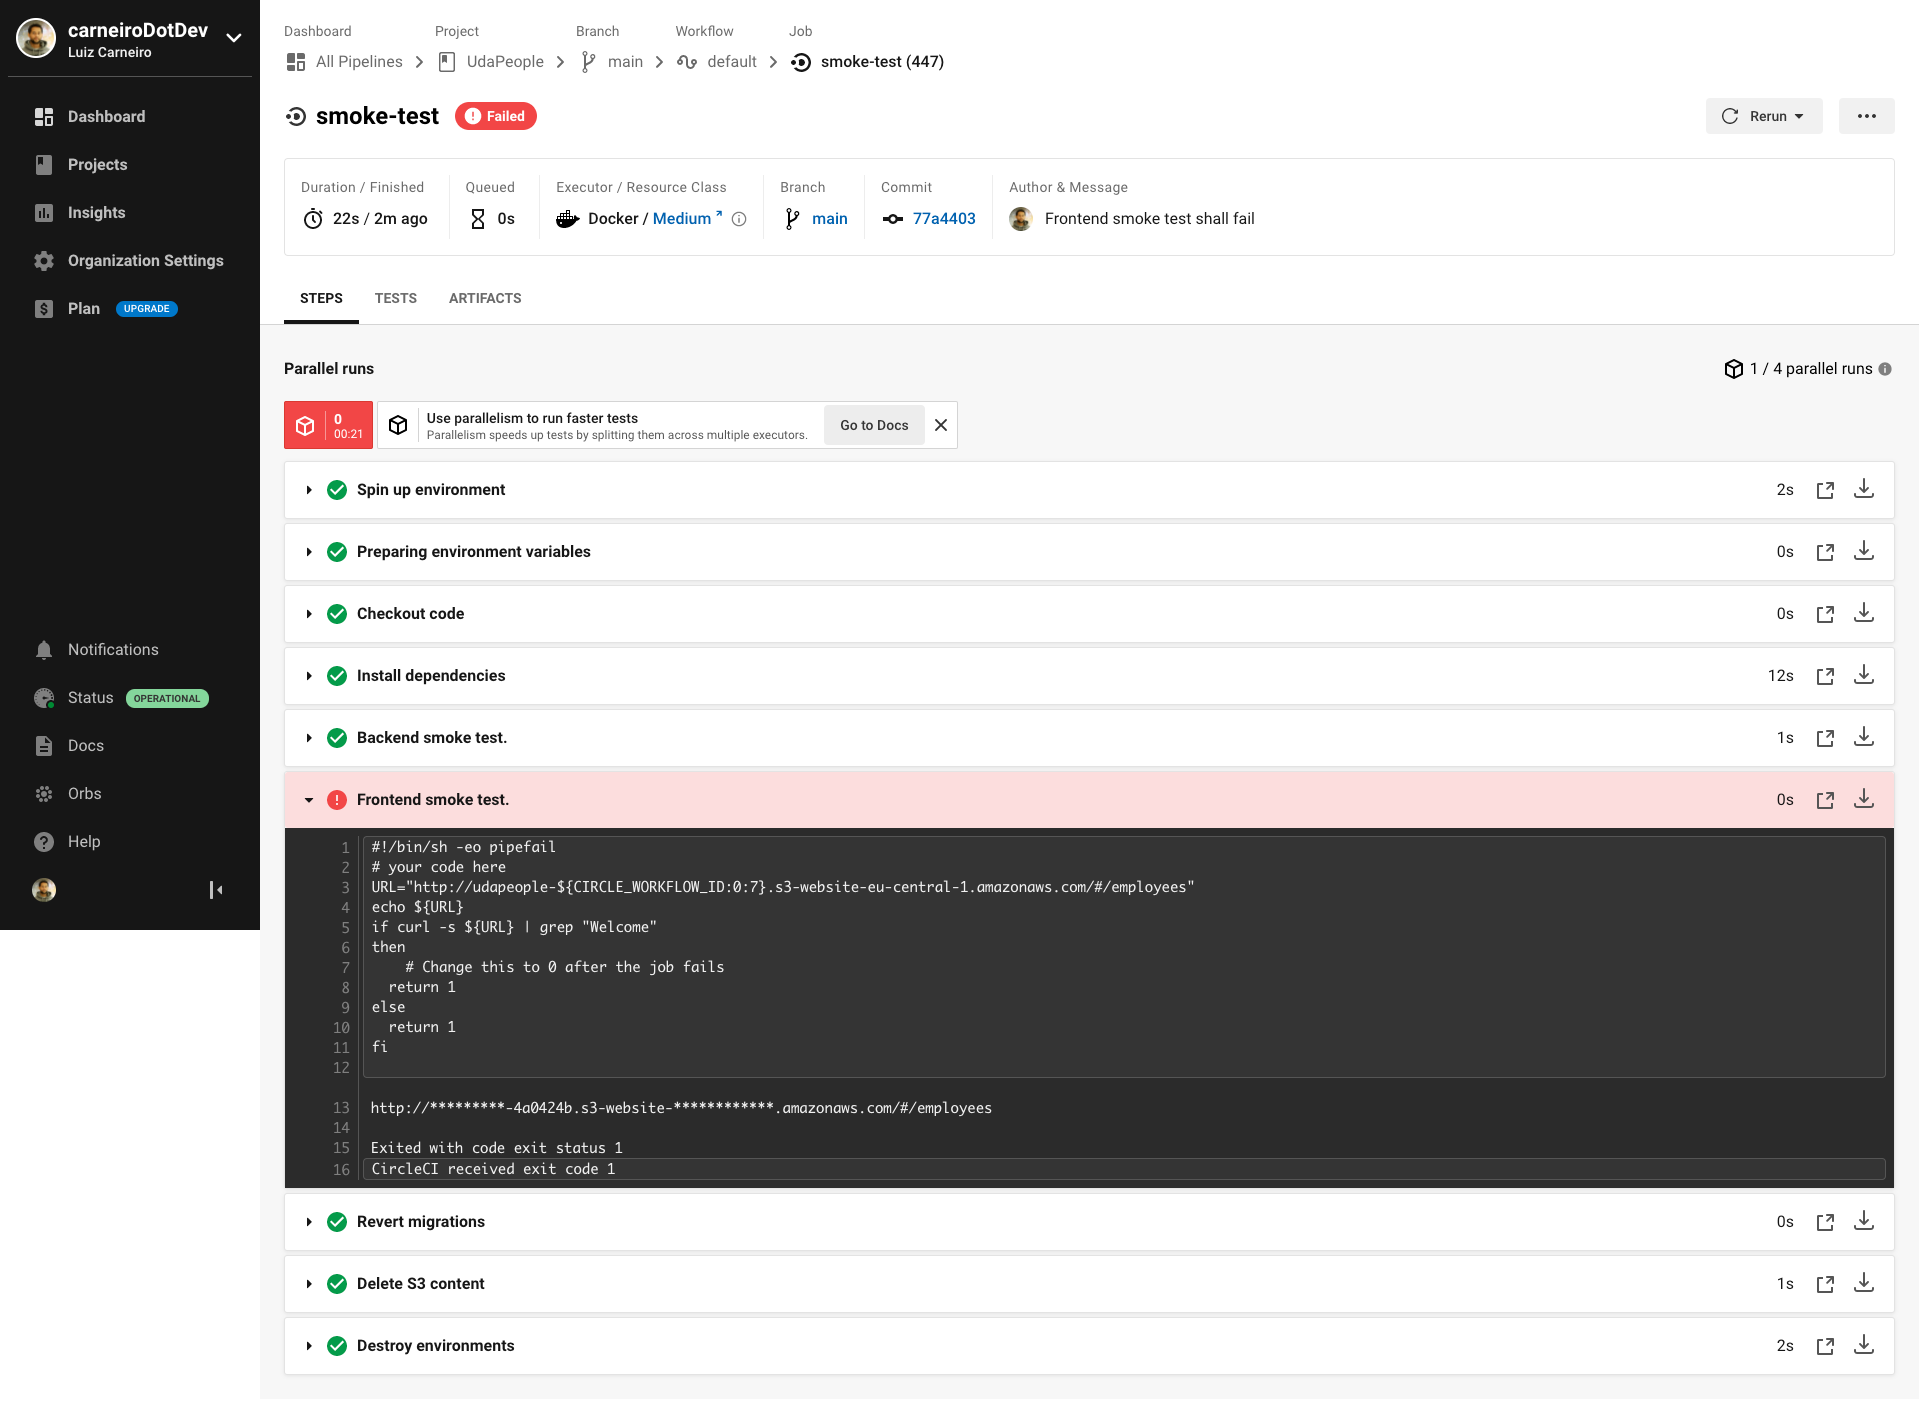 carneiroDotDev
Luiz Carneiro
Dashboard
Projects
Insights
Organization Settings
Plan UPGRADE
Notifications
Status OPERATIONAL
Docs
Orbs
Help
Dashboard Project Branch Workflow Job
All Pipelines UdaPeople main default smoke-test (447)
smoke-test Failed
Rerun
Duration / Finished Queued Executor / Resource Class Branch Commit Author & Message
22s / 2m ago 0s Docker / Medium main 77a4403 Frontend smoke test shall fail
STEPS TESTS ARTIFACTS
Parallel runs
1 / 4 parallel runs
0
00:21
Use parallelism to run faster tests
Parallelism speeds up tests by splitting them across multiple executors.
Go to Docs
Spin up environment 2s
Preparing environment variables 0s
Checkout code 0s
Install dependencies 12s
Backend smoke test. 1s
Frontend smoke test. 0s
1 #!/bin/sh -eo pipefail
2 # your code here
3 URL="http://udapeople-${CIRCLE_WORKFLOW_ID:0:7}.s3-website-eu-central-1.amazonaws.com/#/employees"
4 echo ${URL}
5 if curl -s ${URL} | grep "Welcome"
6 then
7 # Change this to 0 after the job fails
8 return 1
9 else
10 return 1
11 fi
12
13 http://*********-4a0424b.s3-website-************.amazonaws.com/#/employees
14
15 Exited with code exit status 1
16 CircleCI received exit code 1
Revert migrations 0s
Delete S3 content 1s
Destroy environments 2s